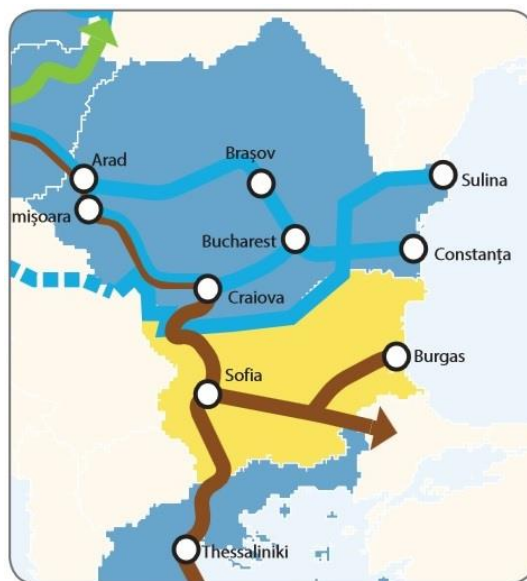 Arad
Brașov
Sulina
mișoara
Bucharest
Constanța
Craiova
Burgas
Sofia
Thessaliniki